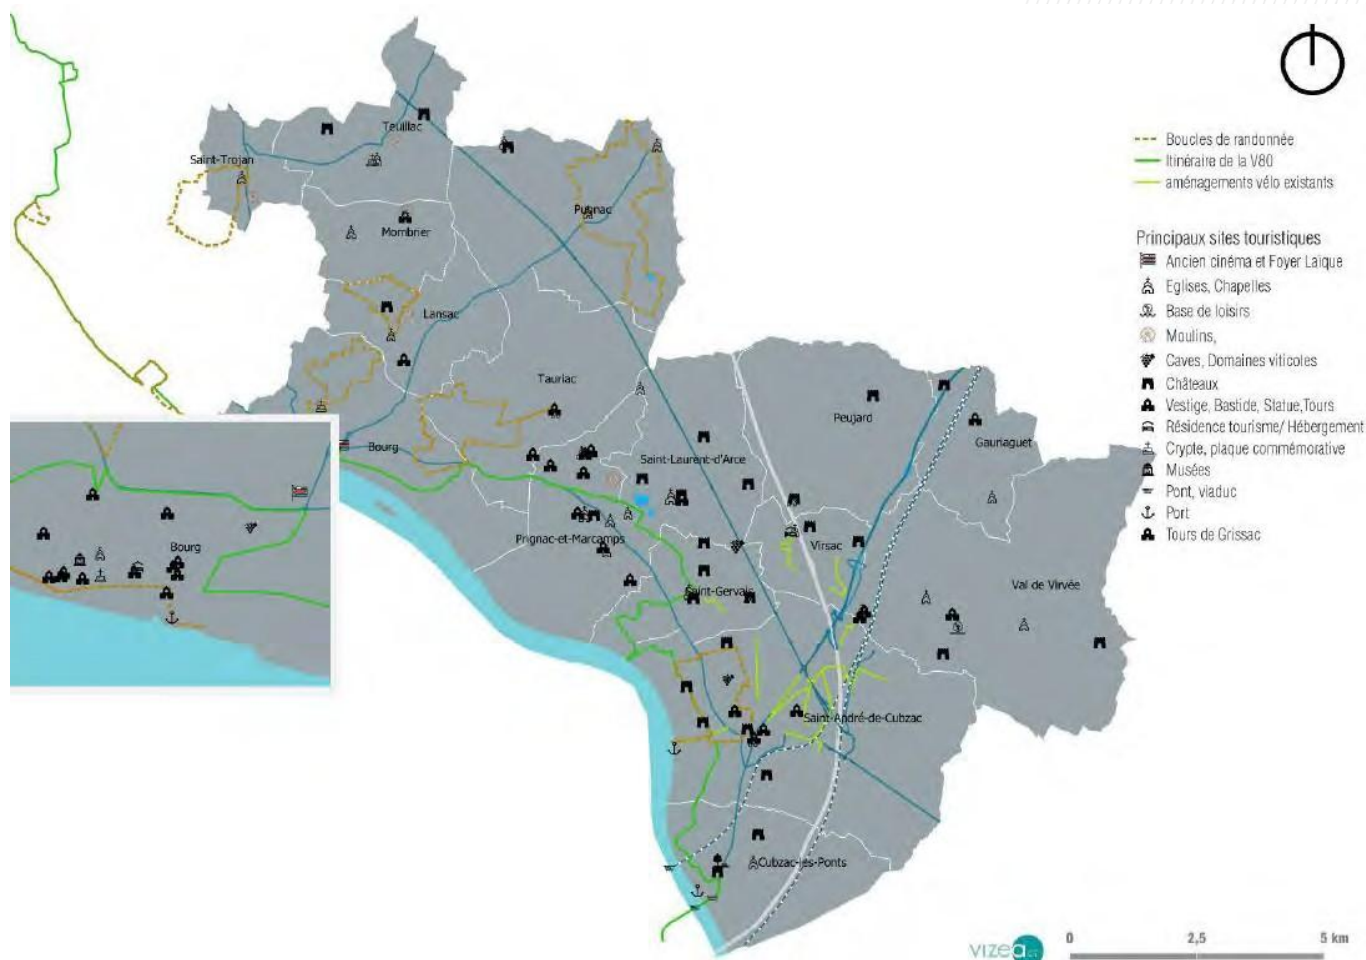 Boucles de randonnée
Itinéraire de la V80
aménagements vélo existants
Principaux sites touristiques
Ancien cinéma et Foyer Laïque
Eglises, Chapelles
Base de loisirs
Moulins,
Caves, Domaines viticoles
Châteaux
Vestige, Bastide, Statue,Tours
Résidence tourisme/ Hébergement
Crypte, plaque commémorative
Musées
Pont, viaduc
Port
Tours de Grissac
Teuillac
Saint-Trojan
Pugnac
Mombrier
Lansac
Tauriac
Peujard
Gauriaguet
Bourg
Saint-Laurent-d'Arce
Prignac-et-Marcamps
Virsac
Bourg
Saint-Gervais
Val de Virvée
Saint-André-de-Cubzac
Cubzac-les-Ponts
vizea
0 2,5 5 km